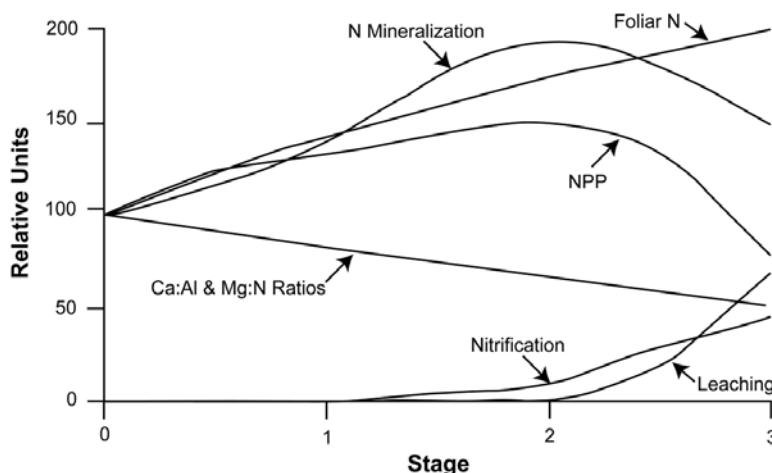 200
150
100
50
0
Relative Units
N Mineralization
Foliar N
NPP
Ca:Al & Mg:N Ratios
Nitrification
Leaching
0
1
2
3
Stage